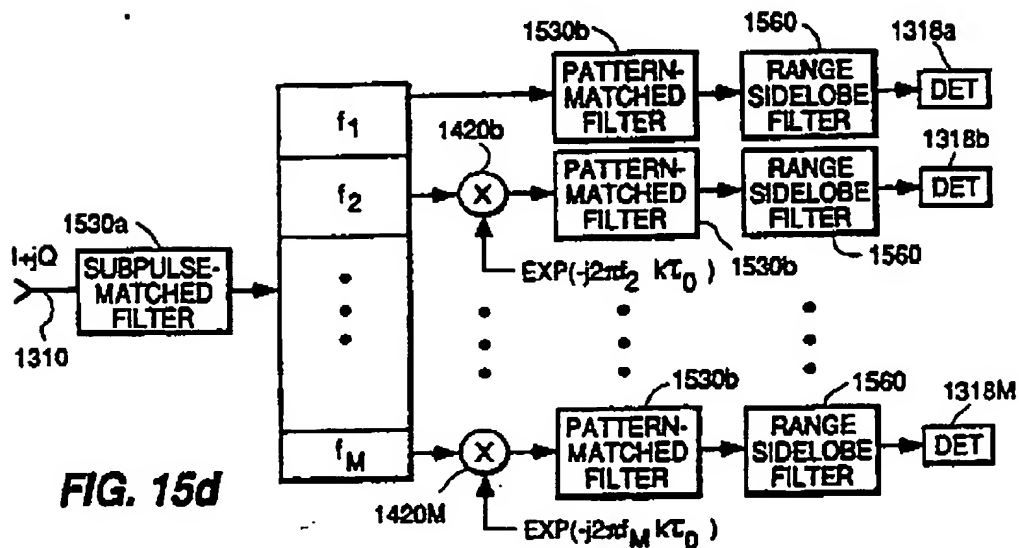 1530b
1560
1318a
PATTERN-
MATCHED
FILTER
RANGE
SIDELOBE
FILTER
DET
f1
1420b
1318b
f2
X
PATTERN-
MATCHED
FILTER
RANGE
SIDELOBE
FILTER
DET
1530a
I+jQ
SUBPULSE-
MATCHED
FILTER
1530b
1560
EXP(-j2πf2 kτ0)
1310
1530b
1560
1318M
fM
X
PATTERN-
MATCHED
FILTER
RANGE
SIDELOBE
FILTER
DET
FIG. 15d
1420M
EXP(-j2πfM kτ0)